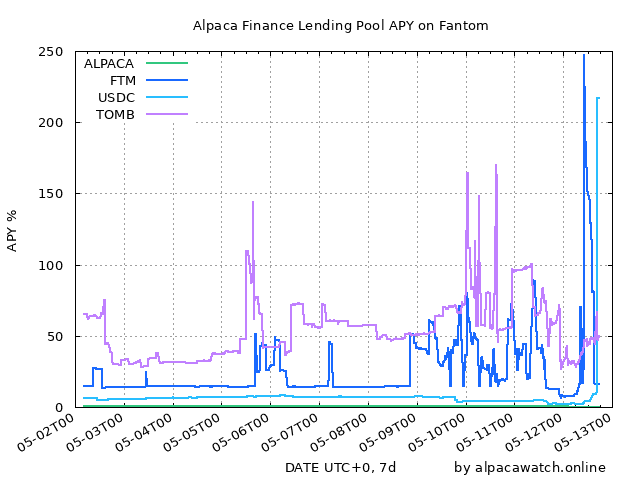 Alpaca Finance Lending Pool APY on Fantom
APY %
250
200
150
100
50
0
ALPACA
FTM
USDC
TOMB
05-02T00
05-03T00
05-04T00
05-05T00
05-06T00
05-07T00
05-08T00
05-09T00
05-10T00
05-11T00
05-12T00
05-13T00
DATE UTC+0, 7d
by alpacawatch.online